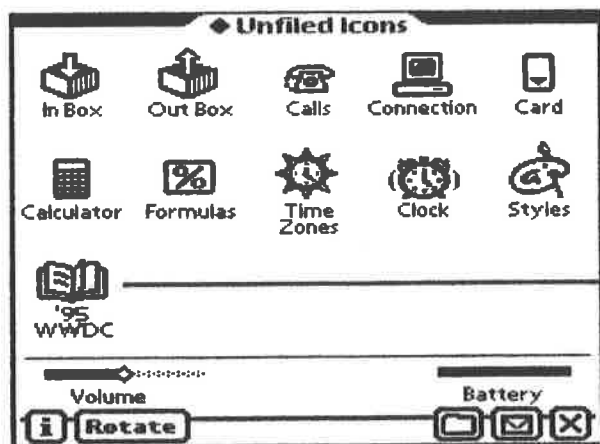 Unfiled Icons
In Box
Out Box
Calls
Connection
Card
Calculator
Formulas
Time
Zones
Clock
Styles
'95
WWDC
Volume
Battery
i
Rotate